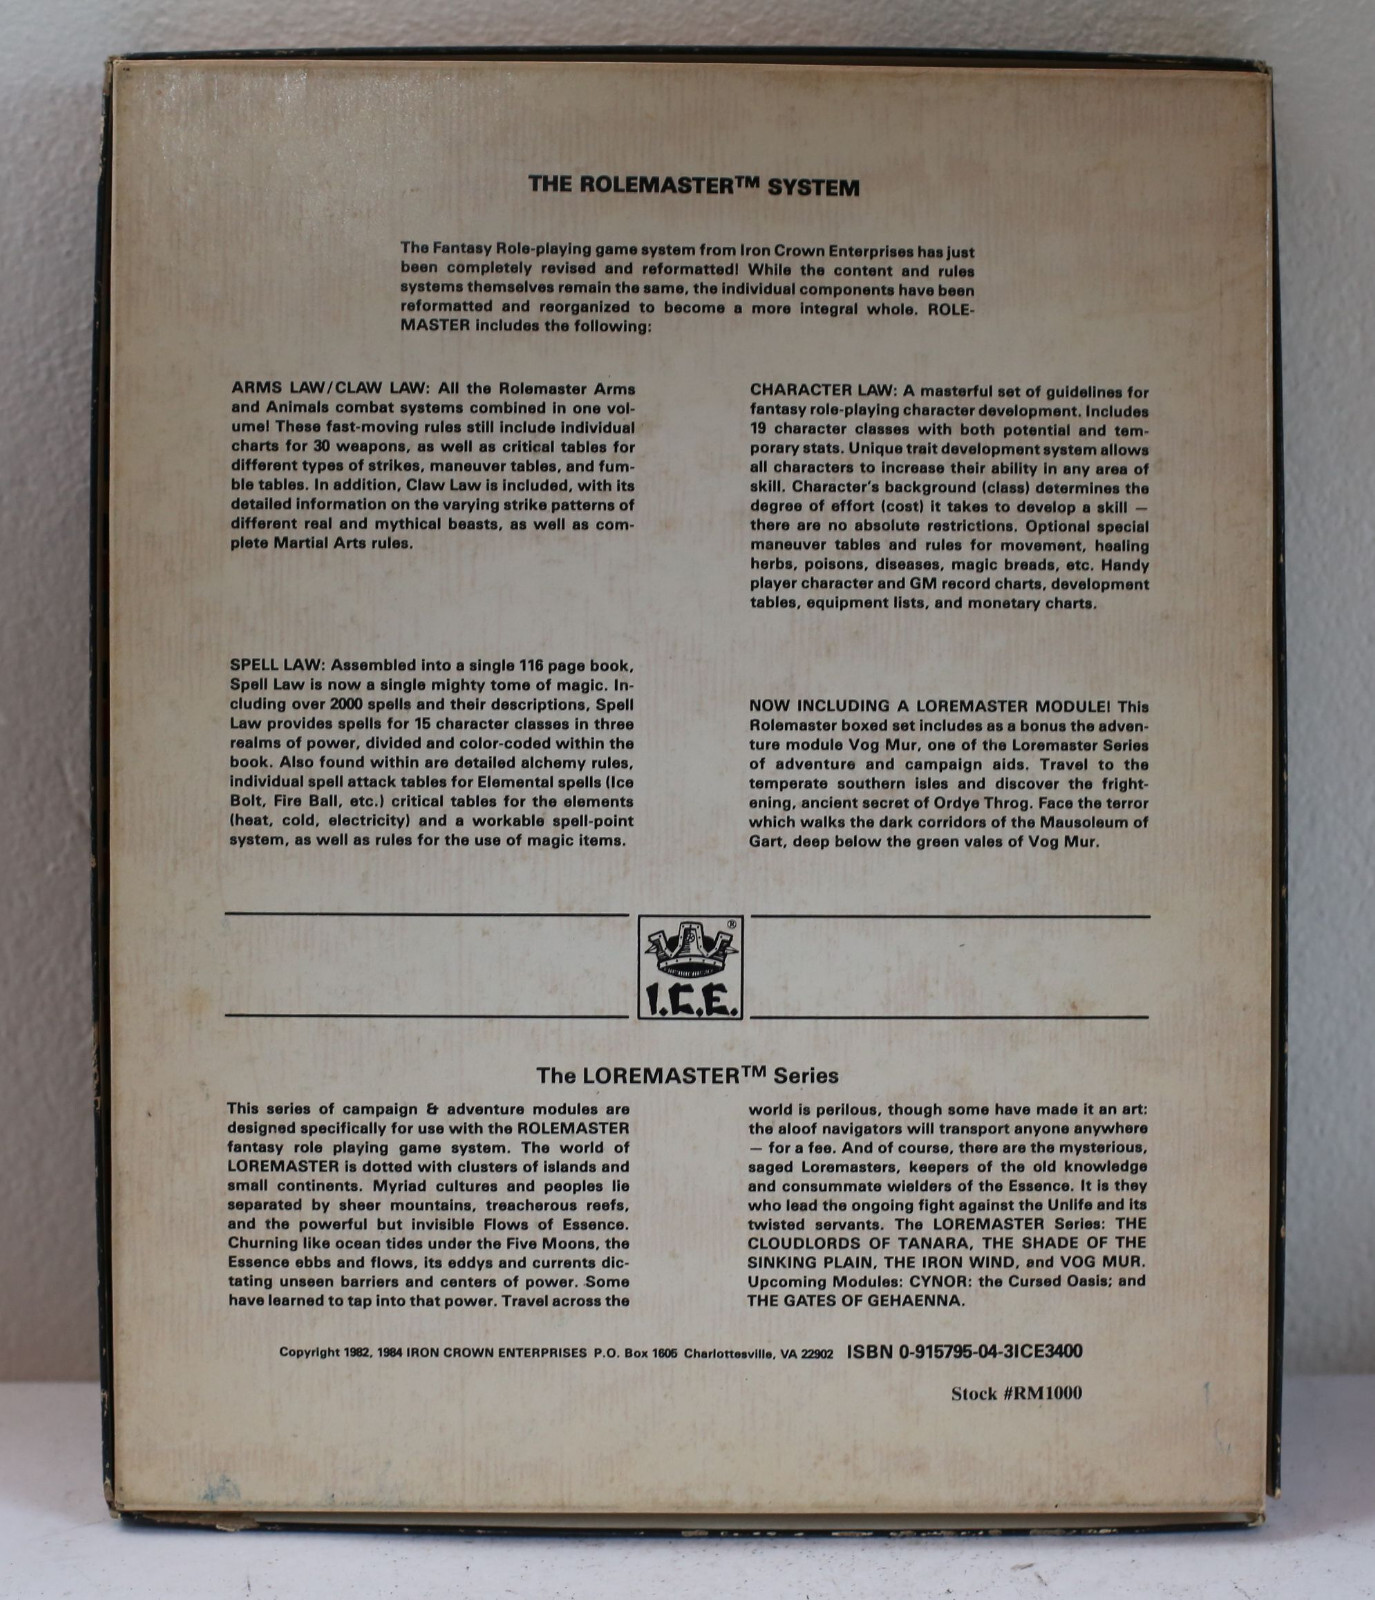 THE ROLEMASTER™ SYSTEM
The Fantasy Role-playing game system from Iron Crown Enterprises has just
been completely revised and reformatted! While the content and rules
systems themselves remain the same, the individual components have been
reformatted and reorganized to become a more integral whole. ROLE-
MASTER includes the following:
ARMS LAW/CLAW LAW: All the Rolemaster Arms
and Animals combat systems combined in one vol-
ume! These fast-moving rules still include individual
charts for 30 weapons, as well as critical tables for
different types of strikes, maneuver tables, and fum-
ble tables. In addition, Claw Law is included, with its
detailed information on the varying strike patterns of
different real and mythical beasts, as well as com-
plete Martial Arts rules.
SPELL LAW: Assembled into a single 116 page book,
Spell Law is now a single mighty tome of magic. In-
cluding over 2000 spells and their descriptions, Spell
Law provides spells for 15 character classes in three
realms of power, divided and color-coded within the
book. Also found within are detailed alchemy rules,
individual spell attack tables for Elemental spells (Ice
Bolt, Fire Ball, etc.) critical tables for the elements
(heat, cold, electricity) and a workable spell-point
system, as well as rules for the use of magic items.
CHARACTER LAW: A masterful set of guidelines for
fantasy role-playing character development. Includes
19 character classes with both potential and tem-
porary stats. Unique trait development system allows
all characters to increase their ability in any area of
skill. Character's background (class) determines the
degree of effort (cost) it takes to develop a skill —
there are no absolute restrictions. Optional special
maneuver tables and rules for movement, healing
herbs, poisons, diseases, magic breads, etc. Handy
player character and GM record charts, development
tables, equipment lists, and monetary charts.
NOW INCLUDING A LOREMASTER MODULE! This
Rolemaster boxed set includes as a bonus the adven-
ture module Vog Mur, one of the Loremaster Series
of adventure and campaign aids. Travel to the
temperate southern isles and discover the fright-
ening, ancient secret of Ordye Throg. Face the terror
which walks the dark corridors of the Mausoleum of
Gart, deep below the green vales of Vog Mur.
®
I.C.E.
The LOREMASTER™ Series
This series of campaign & adventure modules are
designed specifically for use with the ROLEMASTER
fantasy role playing game system. The world of
LOREMASTER is dotted with clusters of islands and
small continents. Myriad cultures and peoples lie
separated by sheer mountains, treacherous reefs,
and the powerful but invisible Flows of Essence.
Churning like ocean tides under the Five Moons, the
Essence ebbs and flows, its eddys and currents dic-
tating unseen barriers and centers of power. Some
have learned to tap into that power. Travel across the
world is perilous, though some have made it an art:
the aloof navigators will transport anyone anywhere
— for a fee. And of course, there are the mysterious,
saged Loremasters, keepers of the old knowledge
and consummate wielders of the Essence. It is they
who lead the ongoing fight against the Unlife and its
twisted servants. The LOREMASTER Series: THE
CLOUDLORDS OF TANARA, THE SHADE OF THE
SINKING PLAIN, THE IRON WIND, and VOG MUR.
Upcoming Modules: CYNOR: the Cursed Oasis; and
THE GATES OF GEHAENNA.
Copyright 1982, 1984 IRON CROWN ENTERPRISES P.O. Box 1605 Charlottesville, VA 22902 ISBN 0-915795-04-3ICE3400
Stock #RM1000